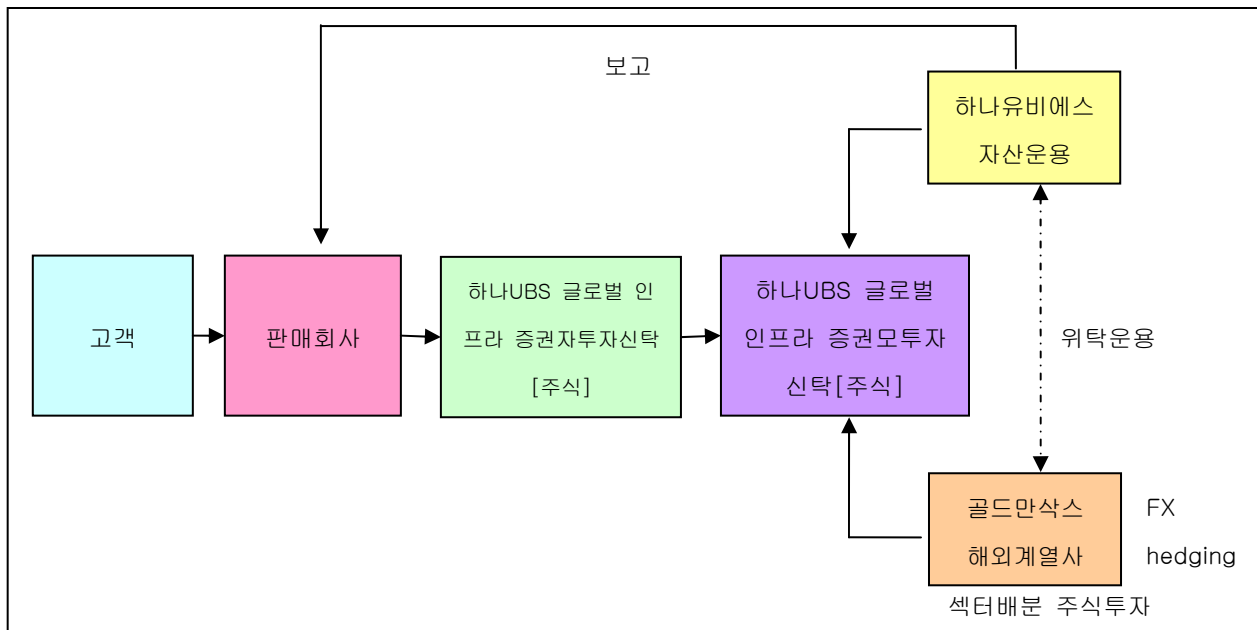 보고
하나유비에스
자산운용
고객
판매회사
하나UBS 글로벌 인
프라 증권자투자신탁
[주식]
하나UBS 글로벌
인프라 증권모투자
신탁[주식]
위탁운용
골드만삭스
해외계열사
FX
hedging
섹터배분 주식투자